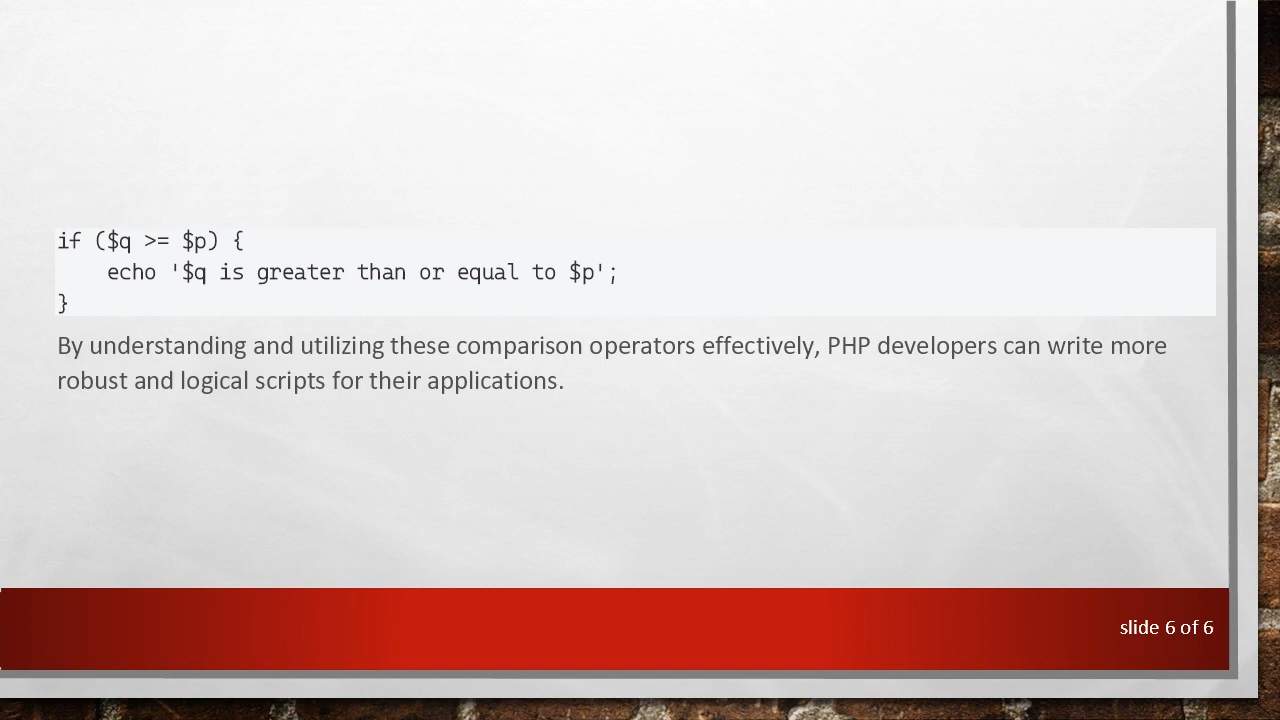 if ($q >= $p) {
    echo '$q is greater than or equal to $p';
}
By understanding and utilizing these comparison operators effectively, PHP developers can write more
robust and logical scripts for their applications.
slide 6 of 6